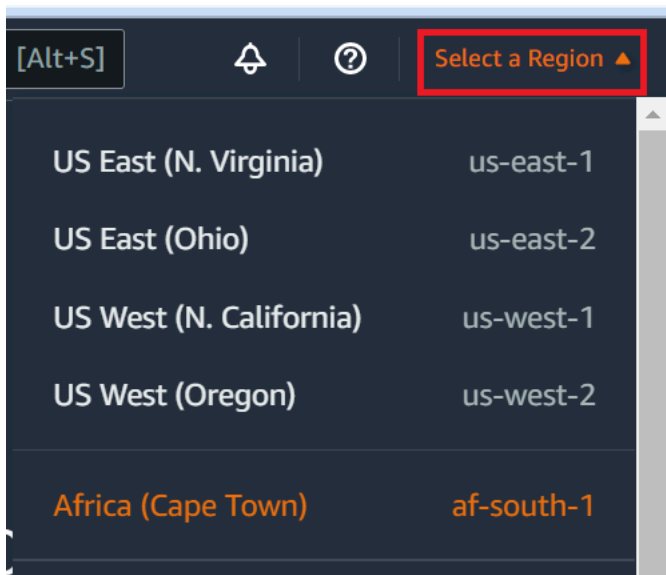 [Alt+S] Select a Region
US East (N. Virginia) us-east-1
US East (Ohio) us-east-2
US West (N. California) us-west-1
US West (Oregon) us-west-2
Africa (Cape Town) af-south-1